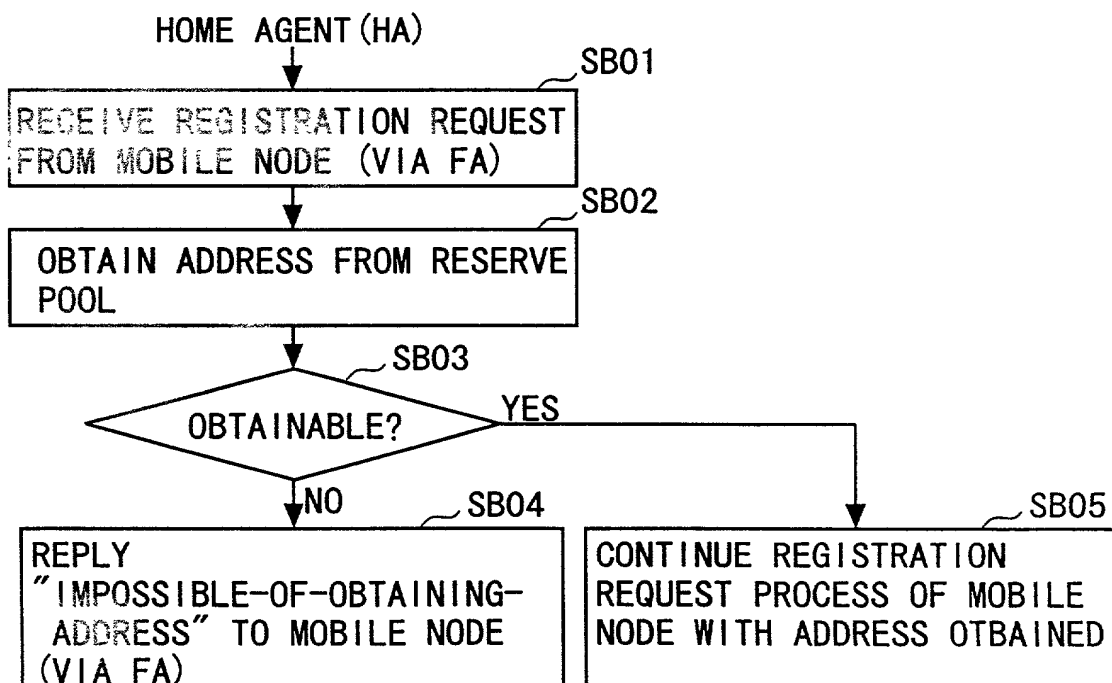 HOME AGENT(HA)
SB01
RECEIVE REGISTRATION REQUEST
FROM MOBILE NODE (VIA FA)
SB02
OBTAIN ADDRESS FROM RESERVE
POOL
SB03
OBTAINABLE?
YES
NO
SB04
REPLY
"IMPOSSIBLE-OF-OBTAINING-
ADDRESS" TO MOBILE NODE
(VIA FA)
SB05
CONTINUE REGISTRATION
REQUEST PROCESS OF MOBILE
NODE WITH ADDRESS OTBAINED